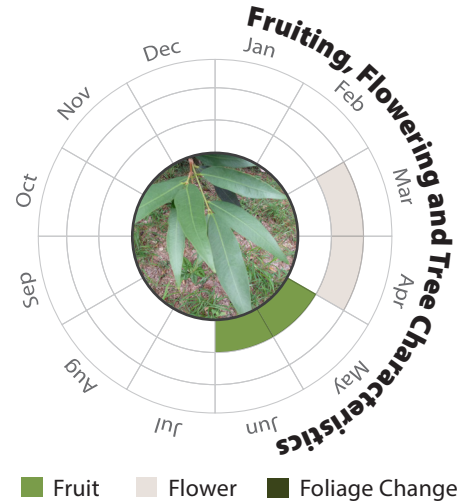 Fruiting, Flowering and Tree Characteristics
Jan
Feb
Mar
Apr
May
Jun
Jul
Aug
Sep
Oct
Nov
Dec
Fruit
Flower
Foliage Change